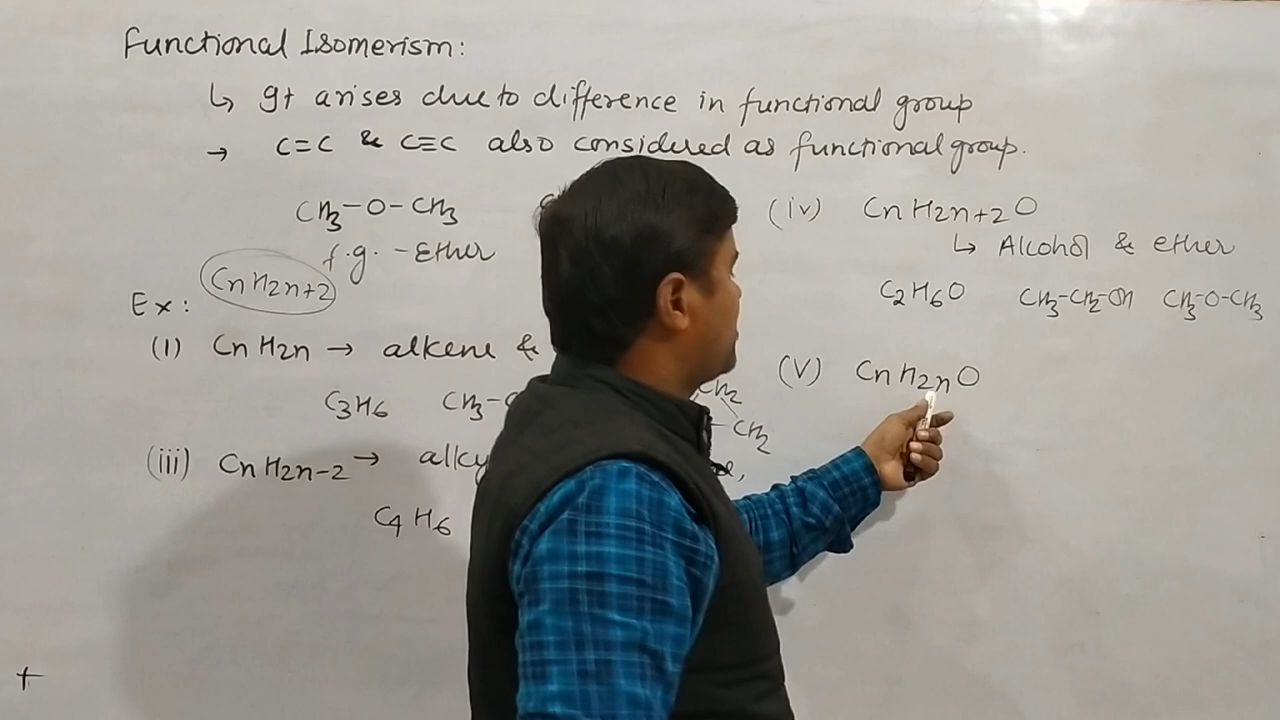 Functional Isomerism:
↳ It arises due to difference in functional group
→ C=C & C≡C also considered as functional group.
CH3-O-CH3
f.g. - Ether
CnH2n+2
Ex:
(1) CnH2n → alkene &
C3H6 CH3-
CH2
CH2
(iii) CnH2n-2 →
C4H6
(iv) CnH2n+2O
↳ Alcohol & ether
C2H6O CH3-CH2-OH CH3-O-CH3
(V) CnH2nO
+